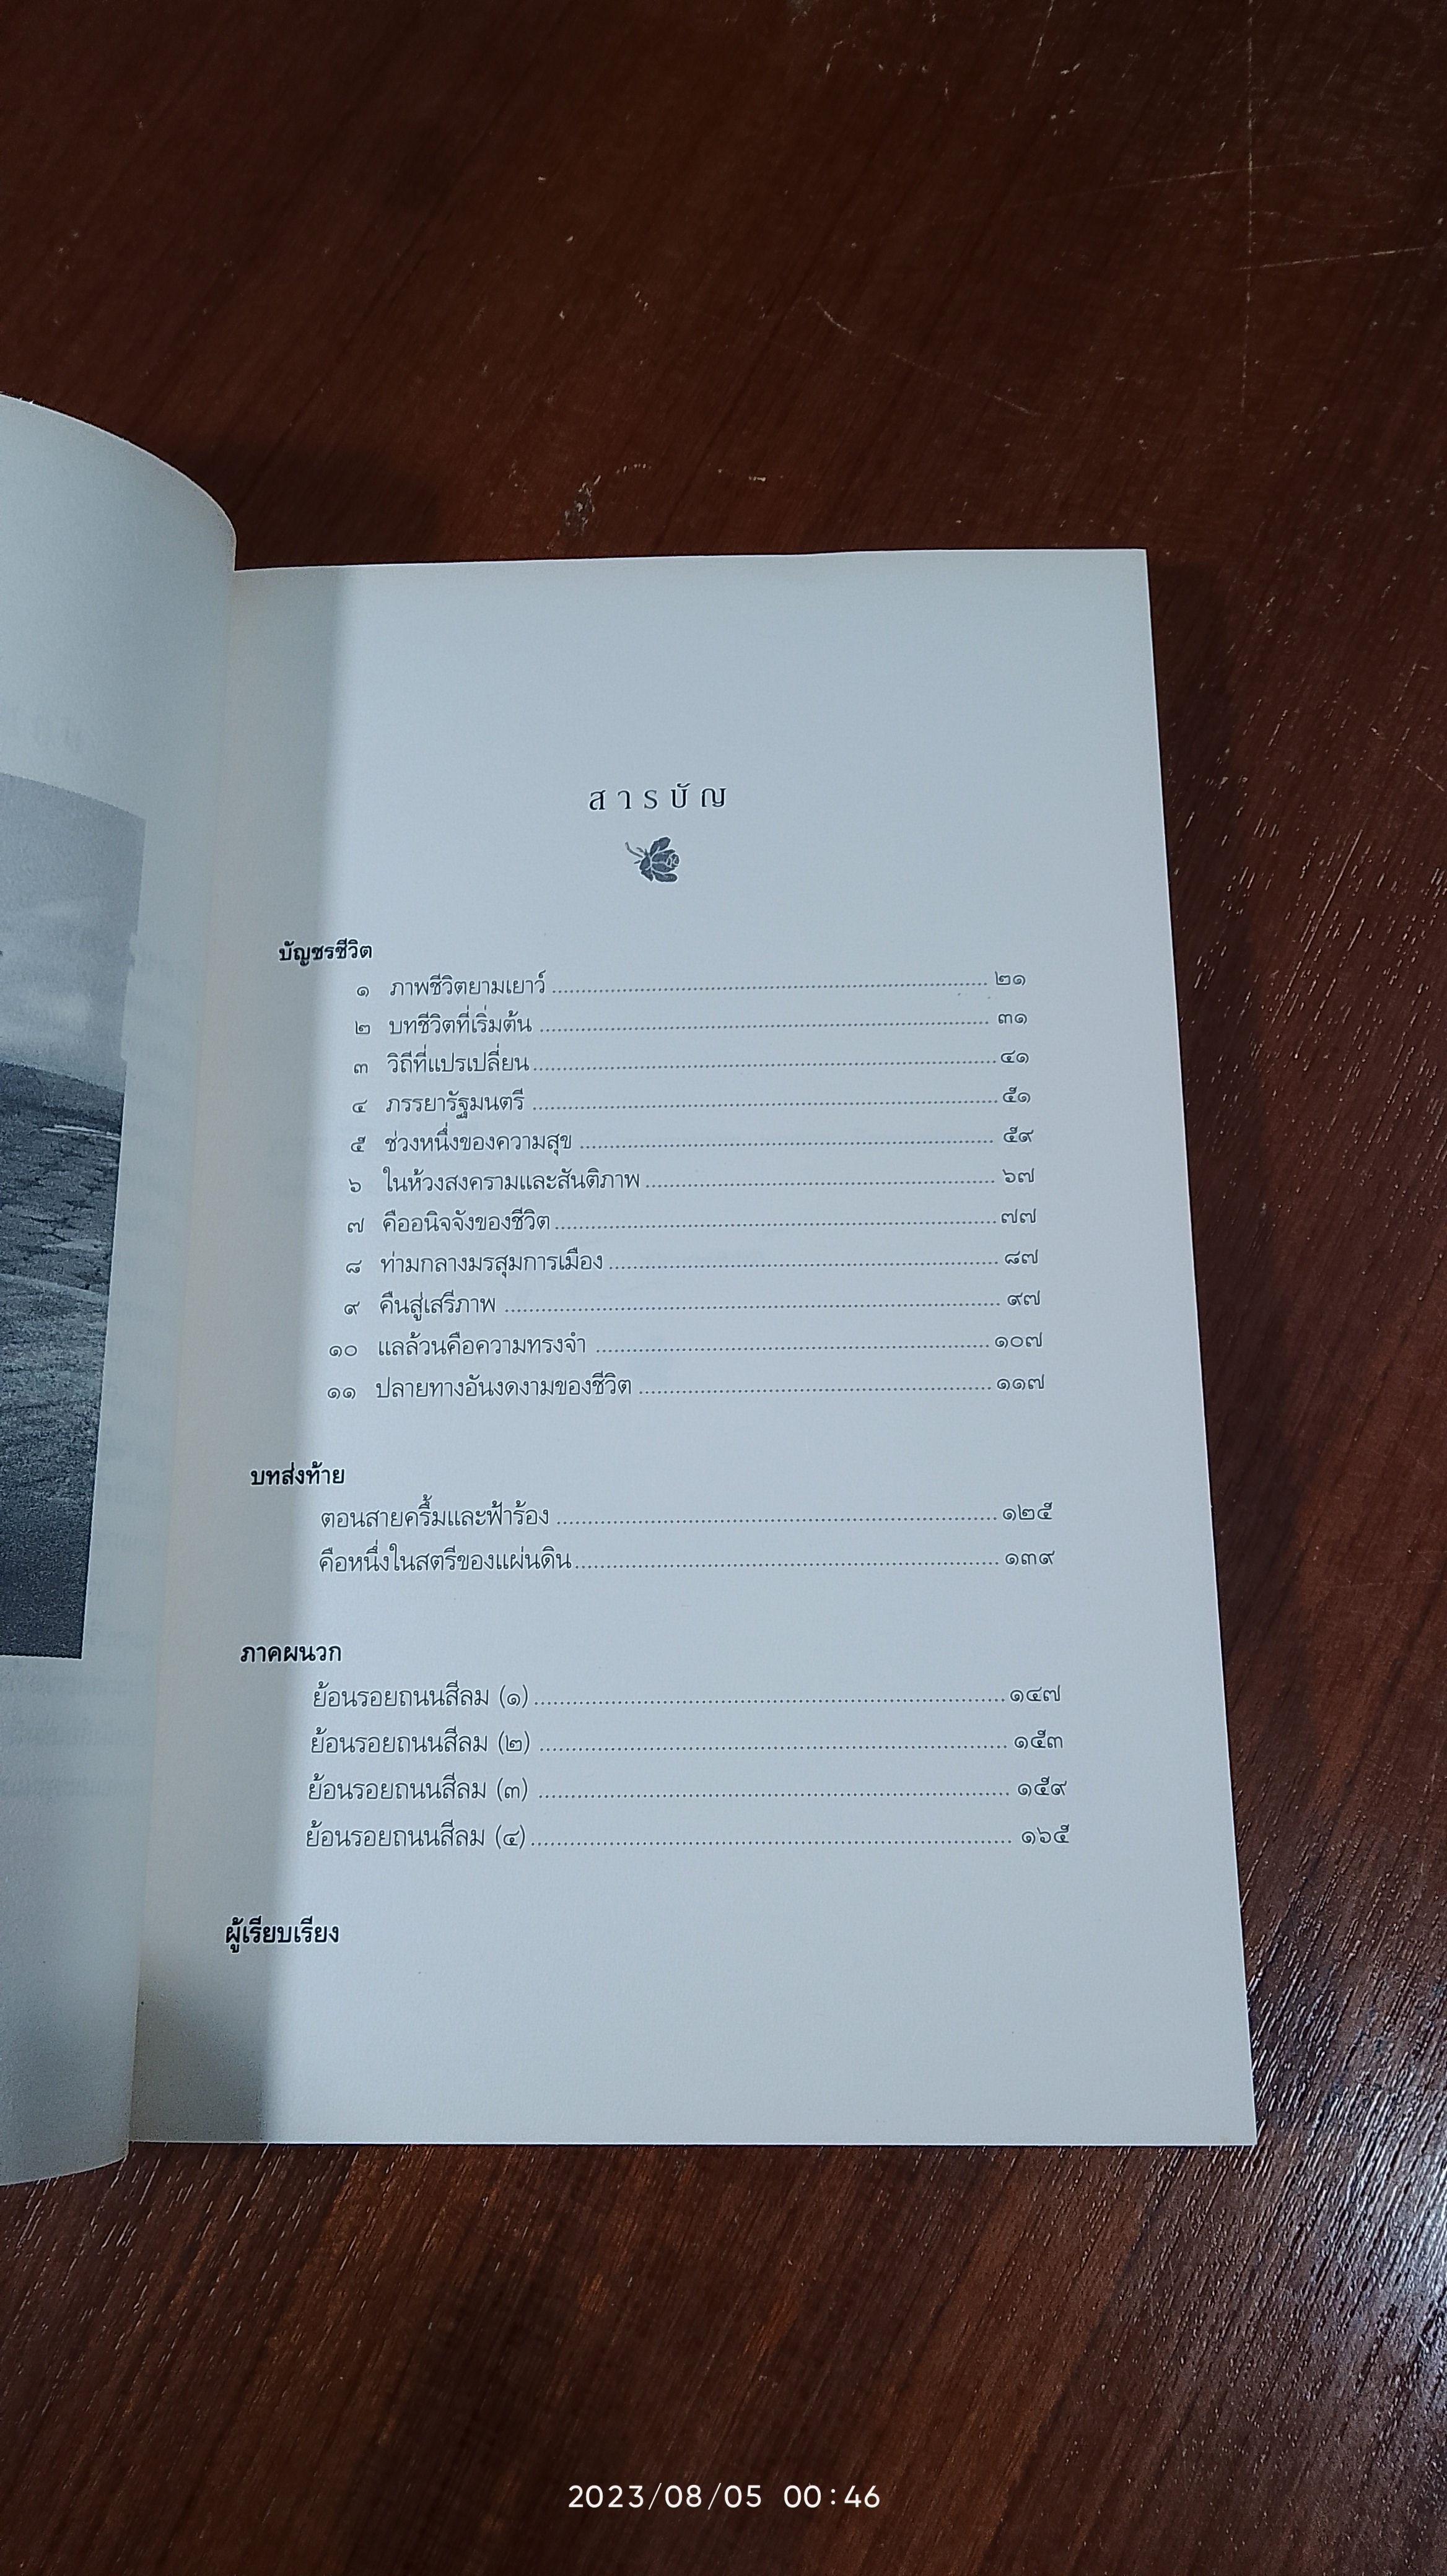 สารบัญ
บัญชรชีวิต
๑ ภาพชีวิตยามเยาว์ ๒๑
๒ บทชีวิตที่เริ่มต้น ๓๑
๓ วิถีที่แปรเปลี่ยน ๔๑
๔ ภรรยารัฐมนตรี ๕๑
๕ ช่วงหนึ่งของความสุข ๕๙
๖ ในห้วงสงครามและสันติภาพ ๖๗
๗ คืออนิจจังของชีวิต ๗๗
๘ ท่ามกลางมรสุมการเมือง ๘๗
๙ คืนสู่เสรีภาพ ๙๗
๑๐ แลล้วนคือความทรงจำ ๑๐๗
๑๑ ปลายทางอันงดงามของชีวิต ๑๑๗
บทส่งท้าย
ตอนสายครึ้มและฟ้าร้อง ๑๒๕
คือหนึ่งในสตรีของแผ่นดิน ๑๓๙
ภาคผนวก
ย้อนรอยถนนสีลม (๑) ๑๔๗
ย้อนรอยถนนสีลม (๒) ๑๕๓
ย้อนรอยถนนสีลม (๓) ๑๕๙
ย้อนรอยถนนสีลม (๔) ๑๖๕
ผู้เรียบเรียง
2023/08/05 00:46